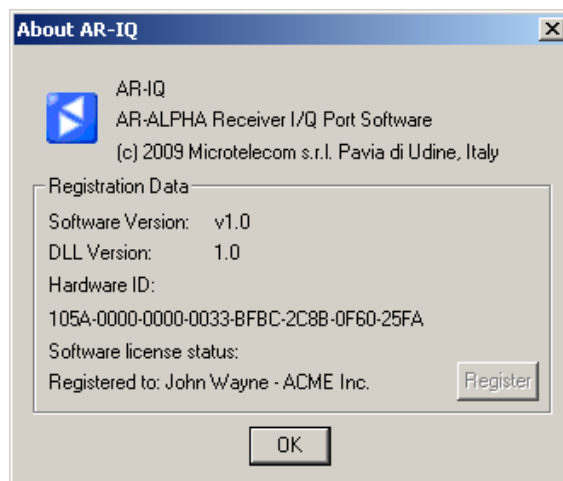 About AR-IQ
AR-IQ
AR-ALPHA Receiver I/Q Port Software
(c) 2009 Microtelecom s.r.l. Pavia di Udine, Italy
Registration Data
Software Version: v1.0
DLL Version: 1.0
Hardware ID:
105A-0000-0000-0033-BFBC-2C8B-0F60-25FA
Software license status:
Registered to: John Wayne - ACME Inc.
Register
OK